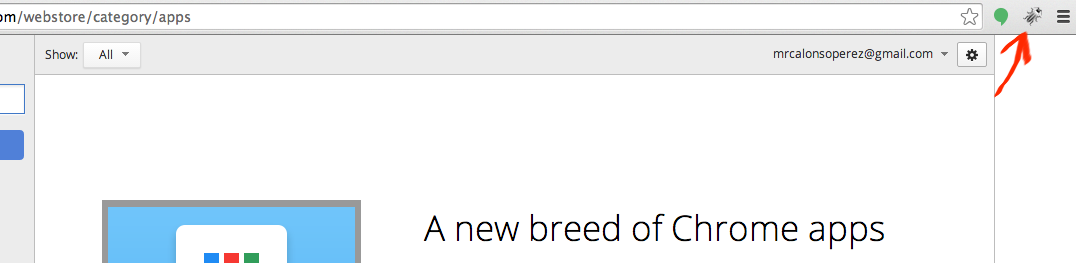 om/webstore/category/apps
Show: All mrcalonsoperez@gmail.com
A new breed of Chrome apps